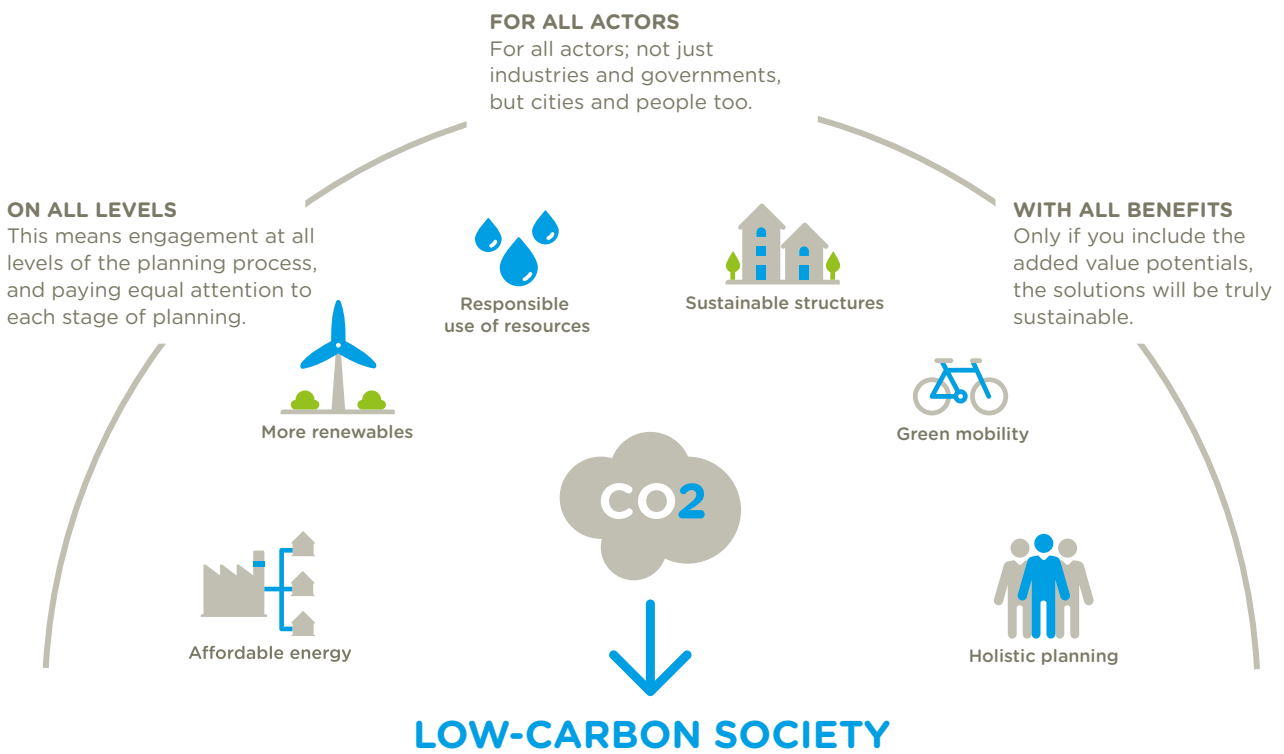 FOR ALL ACTORS
For all actors; not just
industries and governments,
but cities and people too.
ON ALL LEVELS
This means engagement at all
levels of the planning process,
and paying equal attention to
each stage of planning.
WITH ALL BENEFITS
Only if you include the
added value potentials,
the solutions will be truly
sustainable.
Responsible
use of resources
Sustainable structures
More renewables
Green mobility
CO2
Affordable energy
Holistic planning
LOW-CARBON SOCIETY